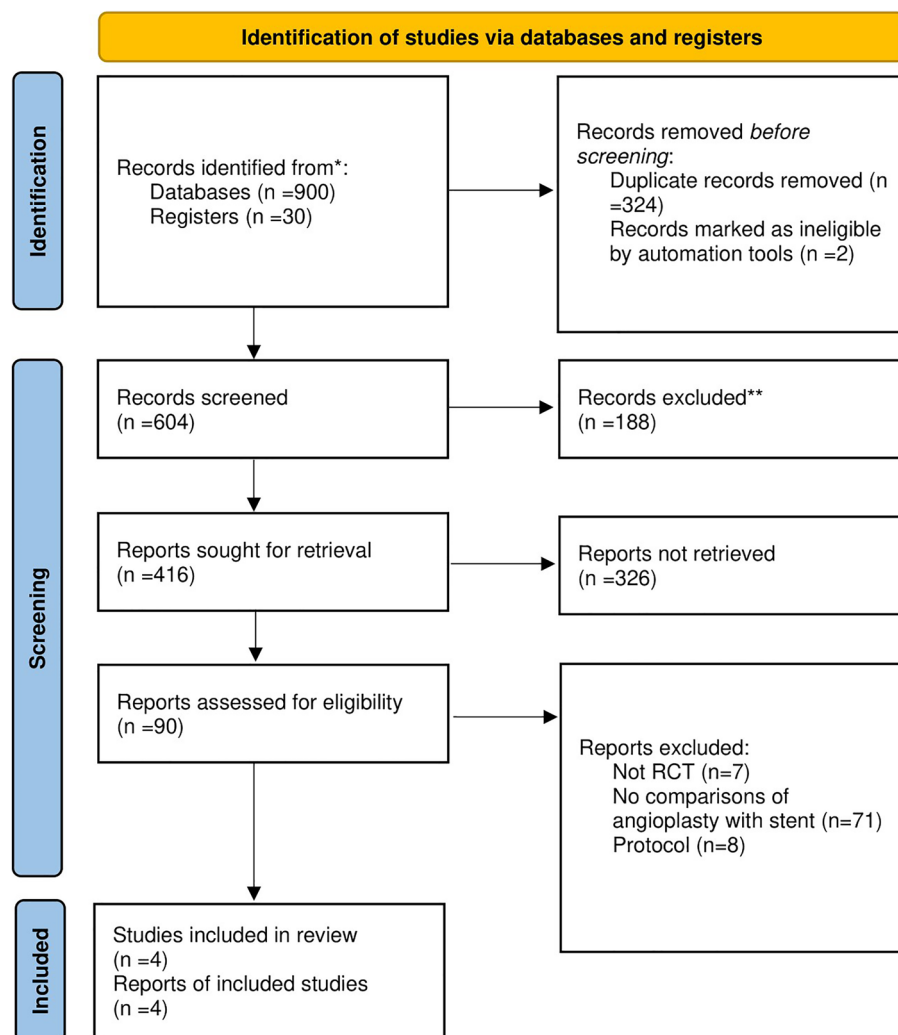 Identification of studies via databases and registers
Identification
Records identified from*:
Databases (n =900)
Registers (n =30)
Records removed before
screening:
Duplicate records removed (n
=324)
Records marked as ineligible
by automation tools (n =2)
Screening
Records screened
(n =604)
Records excluded**
(n =188)
Reports sought for retrieval
(n =416)
Reports not retrieved
(n =326)
Reports assessed for eligibility
(n =90)
Reports excluded:
Not RCT (n=7)
No comparisons of
angioplasty with stent (n=71)
Protocol (n=8)
Included
Studies included in review
(n =4)
Reports of included studies
(n =4)